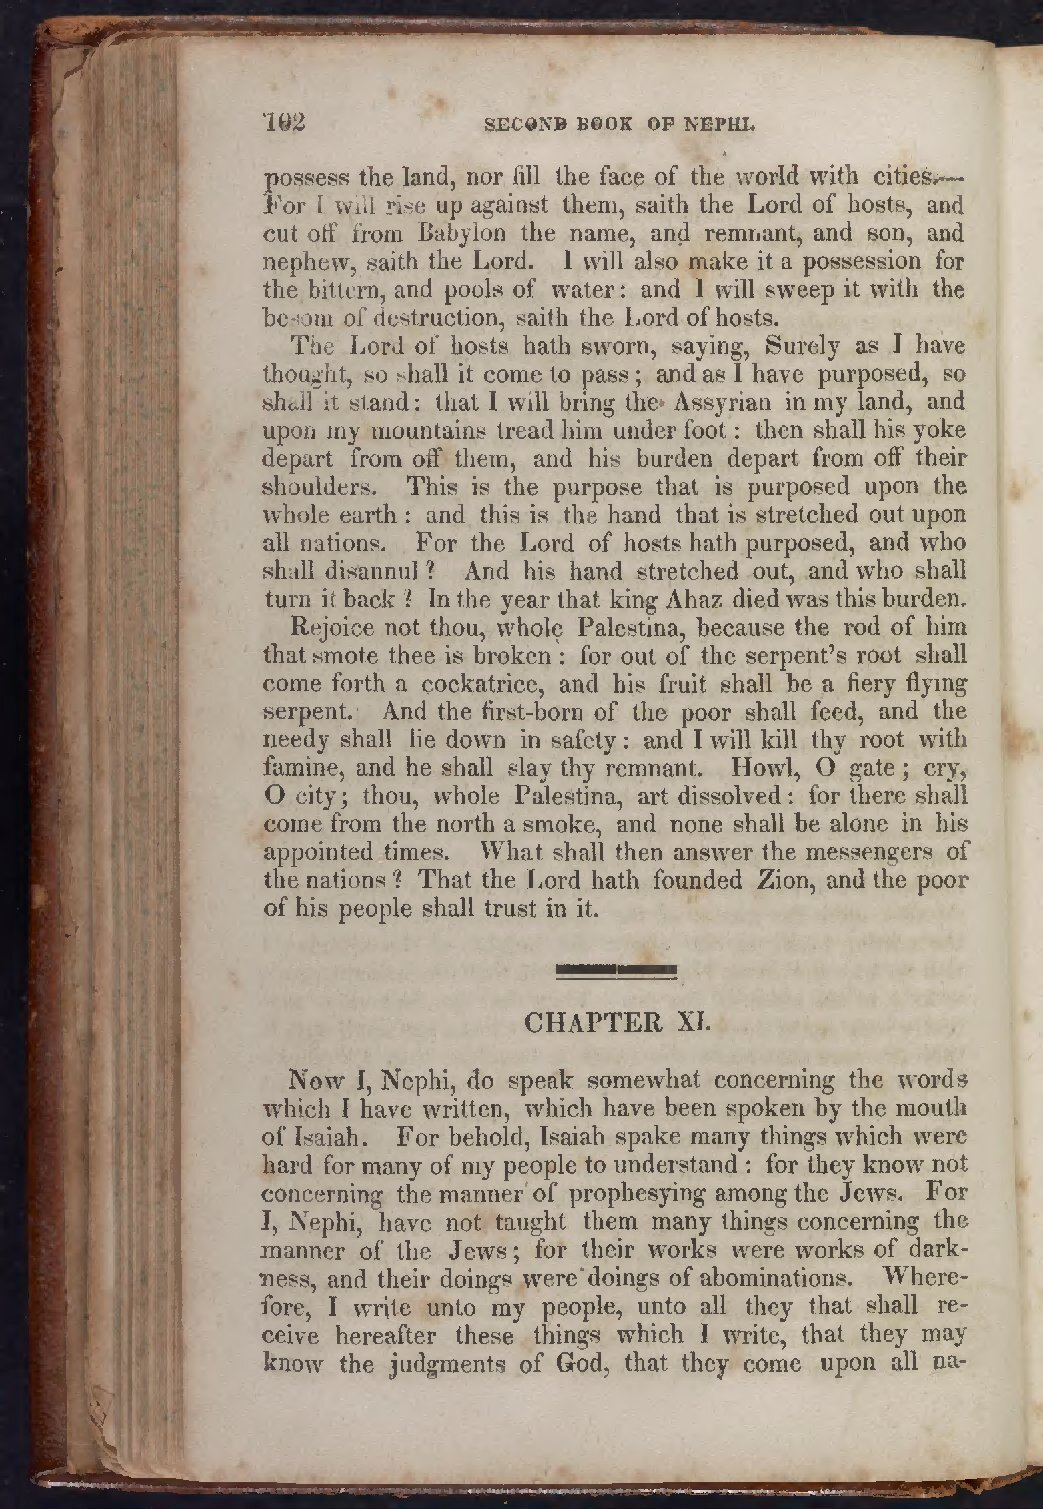 102 SECOND BOOK OF NEPHI.
possess the land, nor fill the face of the world with cities.—
For I will rise up against them, saith the Lord of hosts, and
cut off from Babylon the name, and remnant, and son, and
nephew, saith the Lord. I will also make it a possession for
the bittern, and pools of water: and I will sweep it with the
besom of destruction, saith the Lord of hosts.
The Lord of hosts hath sworn, saying, Surely as I have
thought, so shall it come to pass; and as I have purposed, so
shall it stand: that I will bring the Assyrian in my land, and
upon my mountains tread him under foot: then shall his yoke
depart from off them, and his burden depart from off their
shoulders. This is the purpose that is purposed upon the
whole earth: and this is the hand that is stretched out upon
all nations. For the Lord of hosts hath purposed, and who
shall disannul? And his hand stretched out, and who shall
turn it back? In the year that king Ahaz died was this burden.
Rejoice not thou, whole Palestina, because the rod of him
that smote thee is broken: for out of the serpent's root shall
come forth a cockatrice, and his fruit shall be a fiery flying
serpent. And the first-born of the poor shall feed, and the
needy shall lie down in safety: and I will kill thy root with
famine, and he shall slay thy remnant. Howl, O gate; cry,
O city; thou, whole Palestina, art dissolved: for there shall
come from the north a smoke, and none shall be alone in his
appointed times. What shall then answer the messengers of
the nations? That the Lord hath founded Zion, and the poor
of his people shall trust in it.
CHAPTER XI.
Now I, Nephi, do speak somewhat concerning the words
which I have written, which have been spoken by the mouth
of Isaiah. For behold, Isaiah spake many things which were
hard for many of my people to understand: for they know not
concerning the manner of prophesying among the Jews. For
I, Nephi, have not taught them many things concerning the
manner of the Jews; for their works were works of dark-
ness, and their doings were doings of abominations. Where-
fore, I write unto my people, unto all they that shall re-
ceive hereafter these things which I write, that they may
know the judgments of God, that they come upon all na-